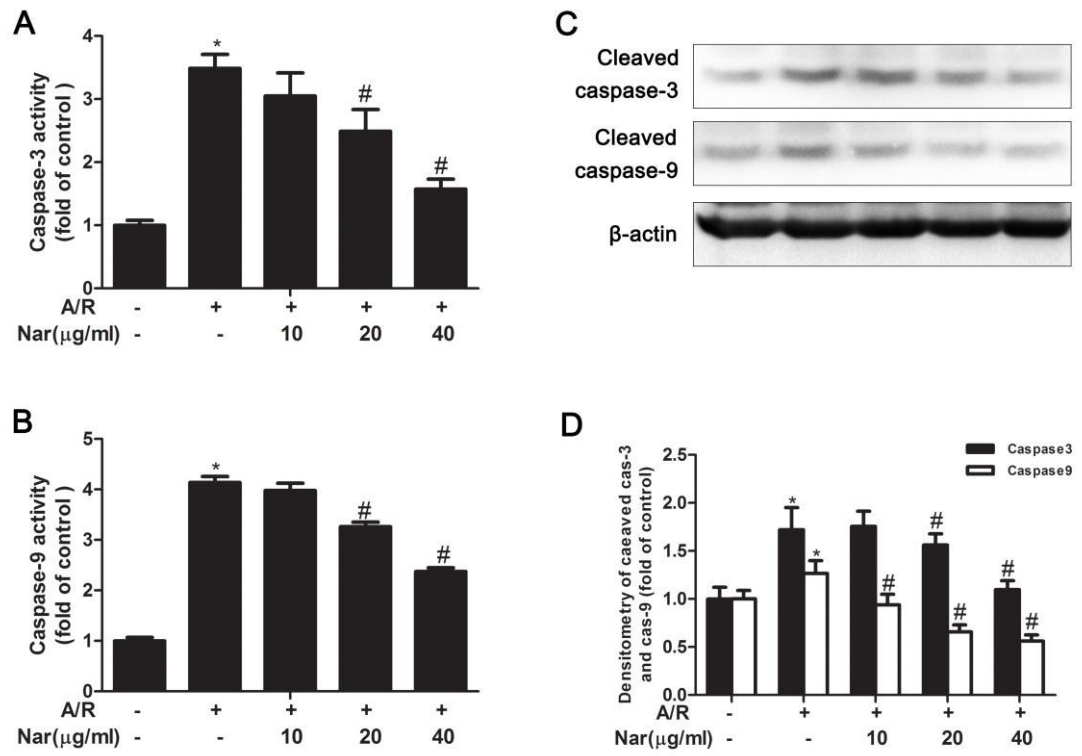 A
Caspase-3 activity
(fold of control )
4
3
2
1
0
*
#
#
A/R - + + + +
Nar(μg/ml) - - 10 20 40
B
Caspase-9 activity
(fold of control )
5
4
3
2
1
0
*
#
#
A/R - + + + +
Nar(μg/ml) - - 10 20 40
C
Cleaved
caspase-3
Cleaved
caspase-9
β-actin
D
Densitometry of caeaved cas-3
and cas-9 (fold of control)
2.5
2.0
1.5
1.0
0.5
0.0
Caspase3
Caspase9
*
*
#
#
#
#
#
A/R - + + + +
Nar(μg/ml) - - 10 20 40